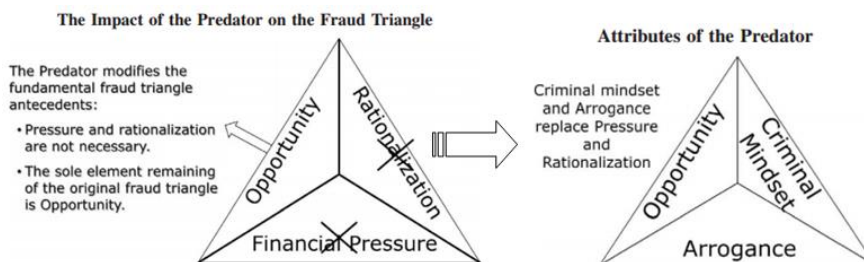 The Impact of the Predator on the Fraud Triangle
The Predator modifies the
fundamental fraud triangle
antecedents:
• Pressure and rationalization
are not necessary.
• The sole element remaining
of the original fraud triangle
is Opportunity.
Opportunity
Rationalization
Financial Pressure
Attributes of the Predator
Criminal mindset
and Arrogance
replace Pressure
and
Rationalization
Opportunity
Criminal
Mindset
Arrogance